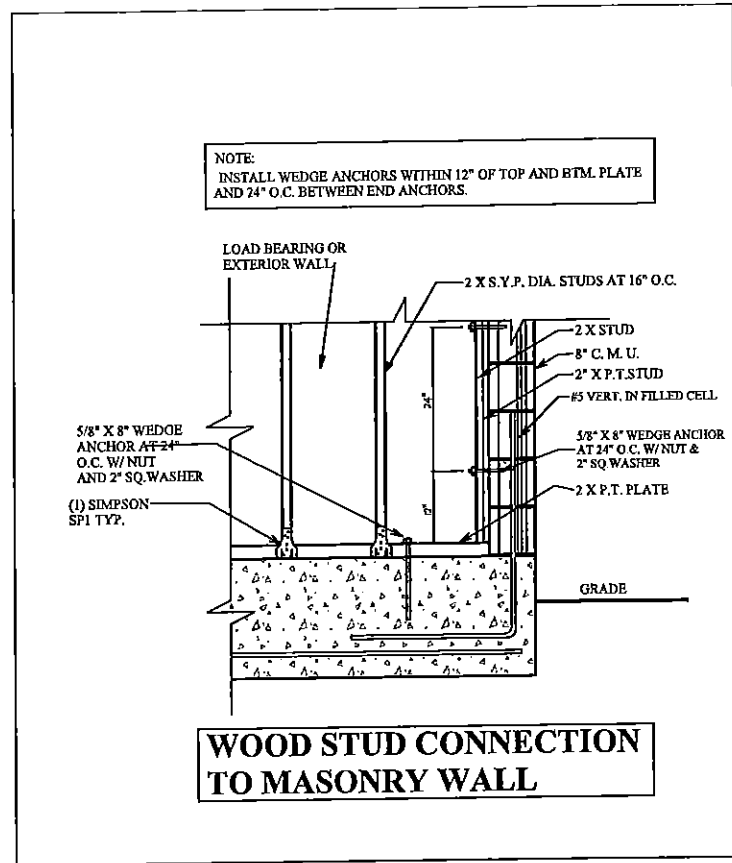 NOTE:
INSTALL WEDGE ANCHORS WITHIN 12" OF TOP AND BTM. PLATE
AND 24" O.C. BETWEEN END ANCHORS.
LOAD BEARING OR
EXTERIOR WALL
2 X S.Y.P. DIA. STUDS AT 16" O.C.
2 X STUD
8" C. M. U.
2" X P.T.STUD
#5 VERT. IN FILLED CELL
24"
5/8" X 8" WEDGE
ANCHOR AT 24"
O.C. W/ NUT
AND 2" SQ.WASHER
5/8" X 8" WEDGE ANCHOR
AT 24" O.C. W/ NUT &
2" SQ.WASHER
2 X P.T. PLATE
(1) SIMPSON
SP1 TYP.
12"
GRADE
WOOD STUD CONNECTION
TO MASONRY WALL